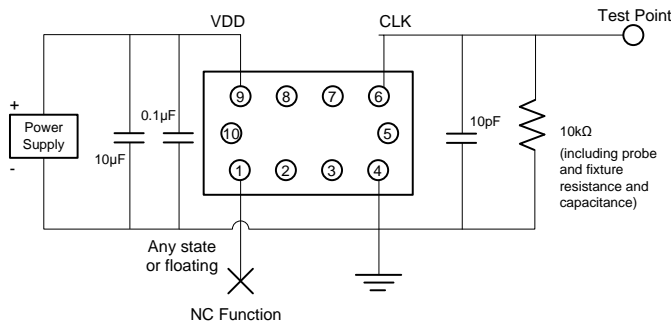 VDD
CLK
Test Point
+
Power
Supply
-
10µF
0.1µF
9
8
7
6
10
5
1
2
3
4
10pF
10kΩ
(including probe
and fixture
resistance and
capacitance)
Any state
or floating
NC Function